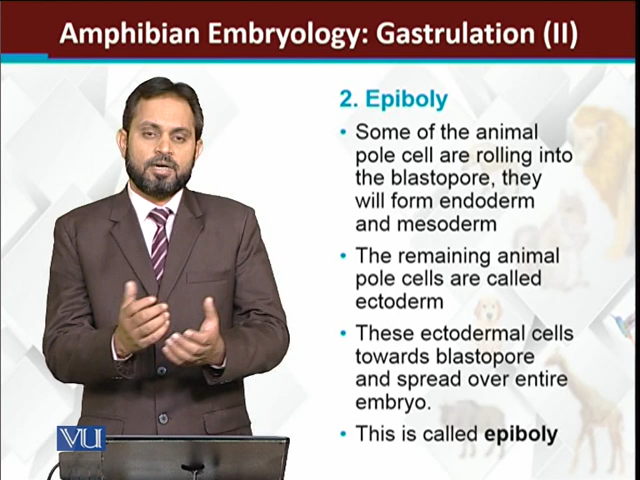 Amphibian Embryology: Gastrulation (II)
2. Epiboly
• Some of the animal
pole cell are rolling into
the blastopore, they
will form endoderm
and mesoderm
• The remaining animal
pole cells are called
ectoderm
• These ectodermal cells
towards blastopore
and spread over entire
embryo.
• This is called epiboly
VU